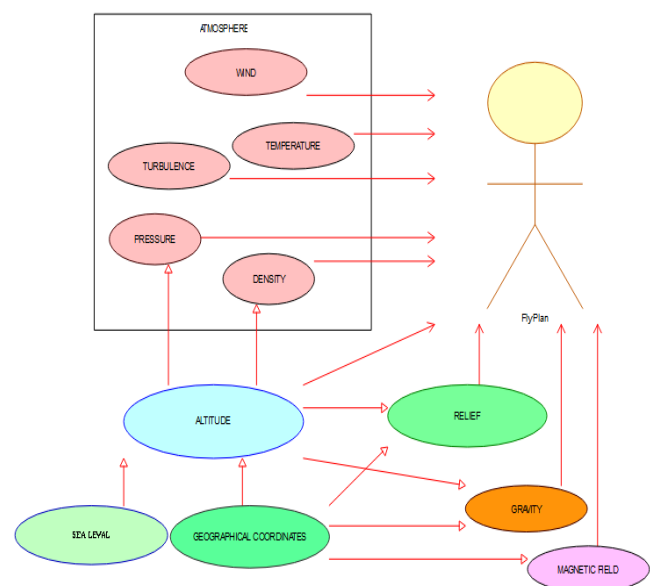 ATMOSPHERE
WIND
TEMPERATURE
TURBULENCE
PRESSURE
DENSITY
FlyPlan
ALTITUDE
RELIEF
GRAVITY
SEA LEVAL
GEOGRAPHICAL COORDINATES
MAGNETIC FIELD